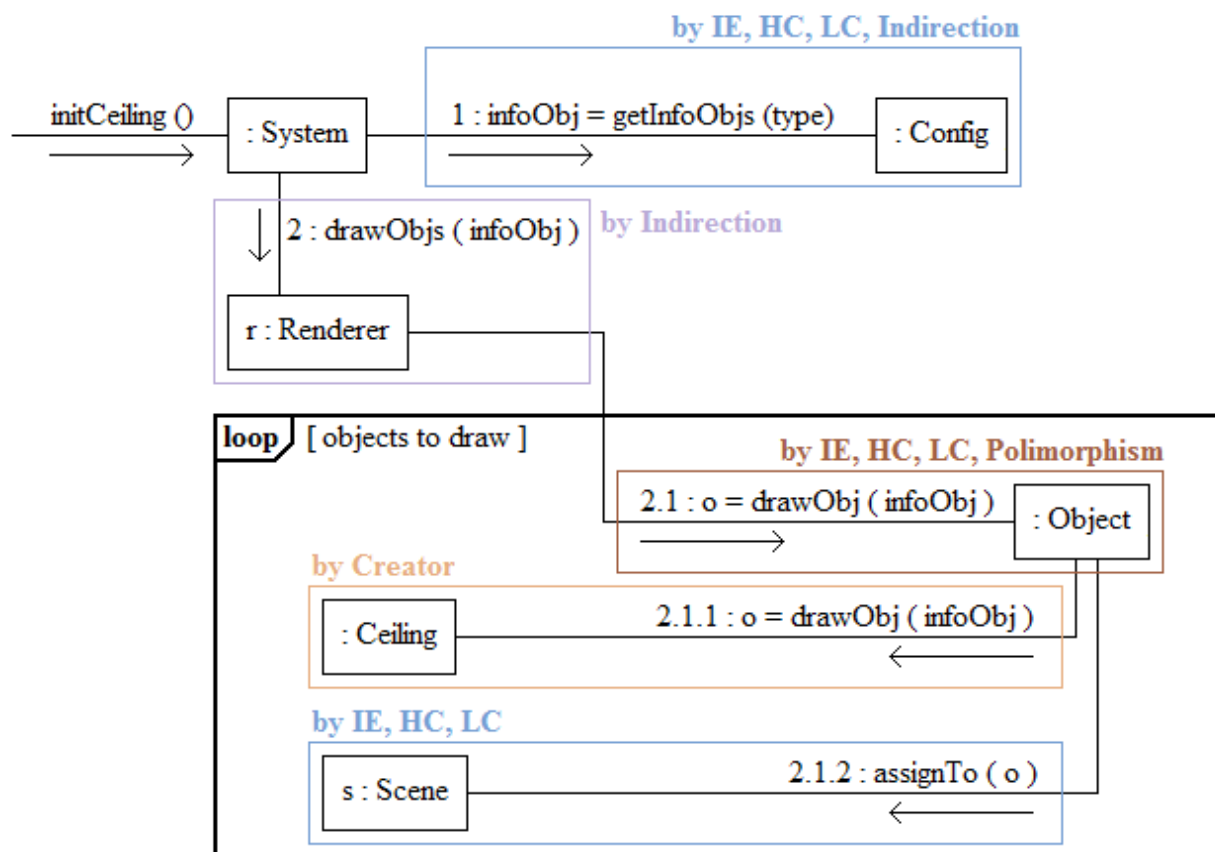 by IE, HC, LC, Indirection
initCeiling ()
: System
1 : infoObj = getInfoObjs (type)
: Config
2 : drawObjs ( infoObj )
by Indirection
r : Renderer
loop [ objects to draw ]
by IE, HC, LC, Polimorphism
2.1 : o = drawObj ( infoObj )
: Object
by Creator
: Ceiling
2.1.1 : o = drawObj ( infoObj )
by IE, HC, LC
s : Scene
2.1.2 : assignTo ( o )